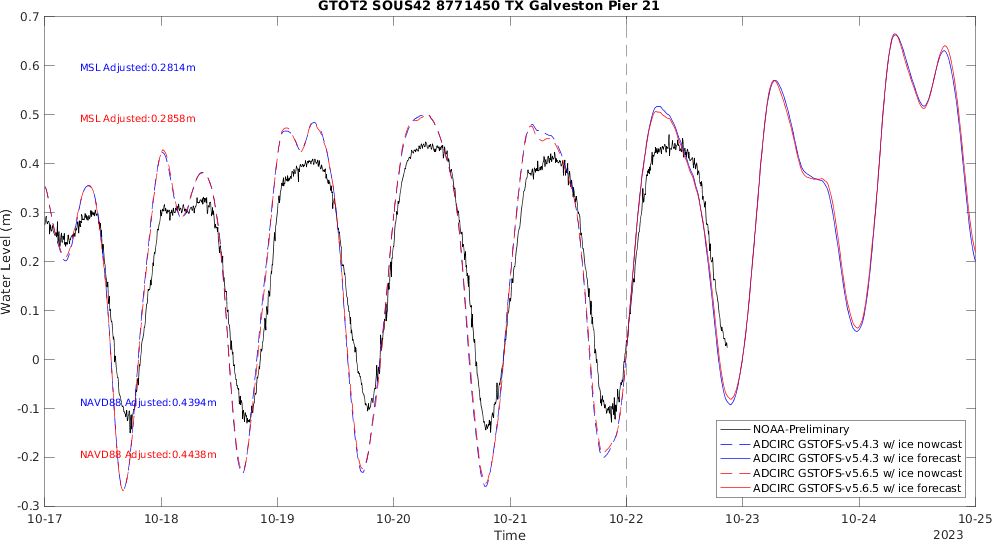 GTOT2 SOUS42 8771450 TX Galveston Pier 21
0.7
0.6
0.5
0.4
0.3
0.2
0.1
0
-0.1
-0.2
-0.3
Water Level (m)
MSL Adjusted:0.2814m
MSL Adjusted:0.2858m
NAVD88 Adjusted:0.4394m
NAVD88 Adjusted:0.4438m
NOAA-Preliminary
ADCIRC GSTOFS-v5.4.3 w/ ice nowcast
ADCIRC GSTOFS-v5.4.3 w/ ice forecast
ADCIRC GSTOFS-v5.6.5 w/ ice nowcast
ADCIRC GSTOFS-v5.6.5 w/ ice forecast
10-17 10-18 10-19 10-20 10-21 10-22 10-23 10-24 10-25
Time
2023